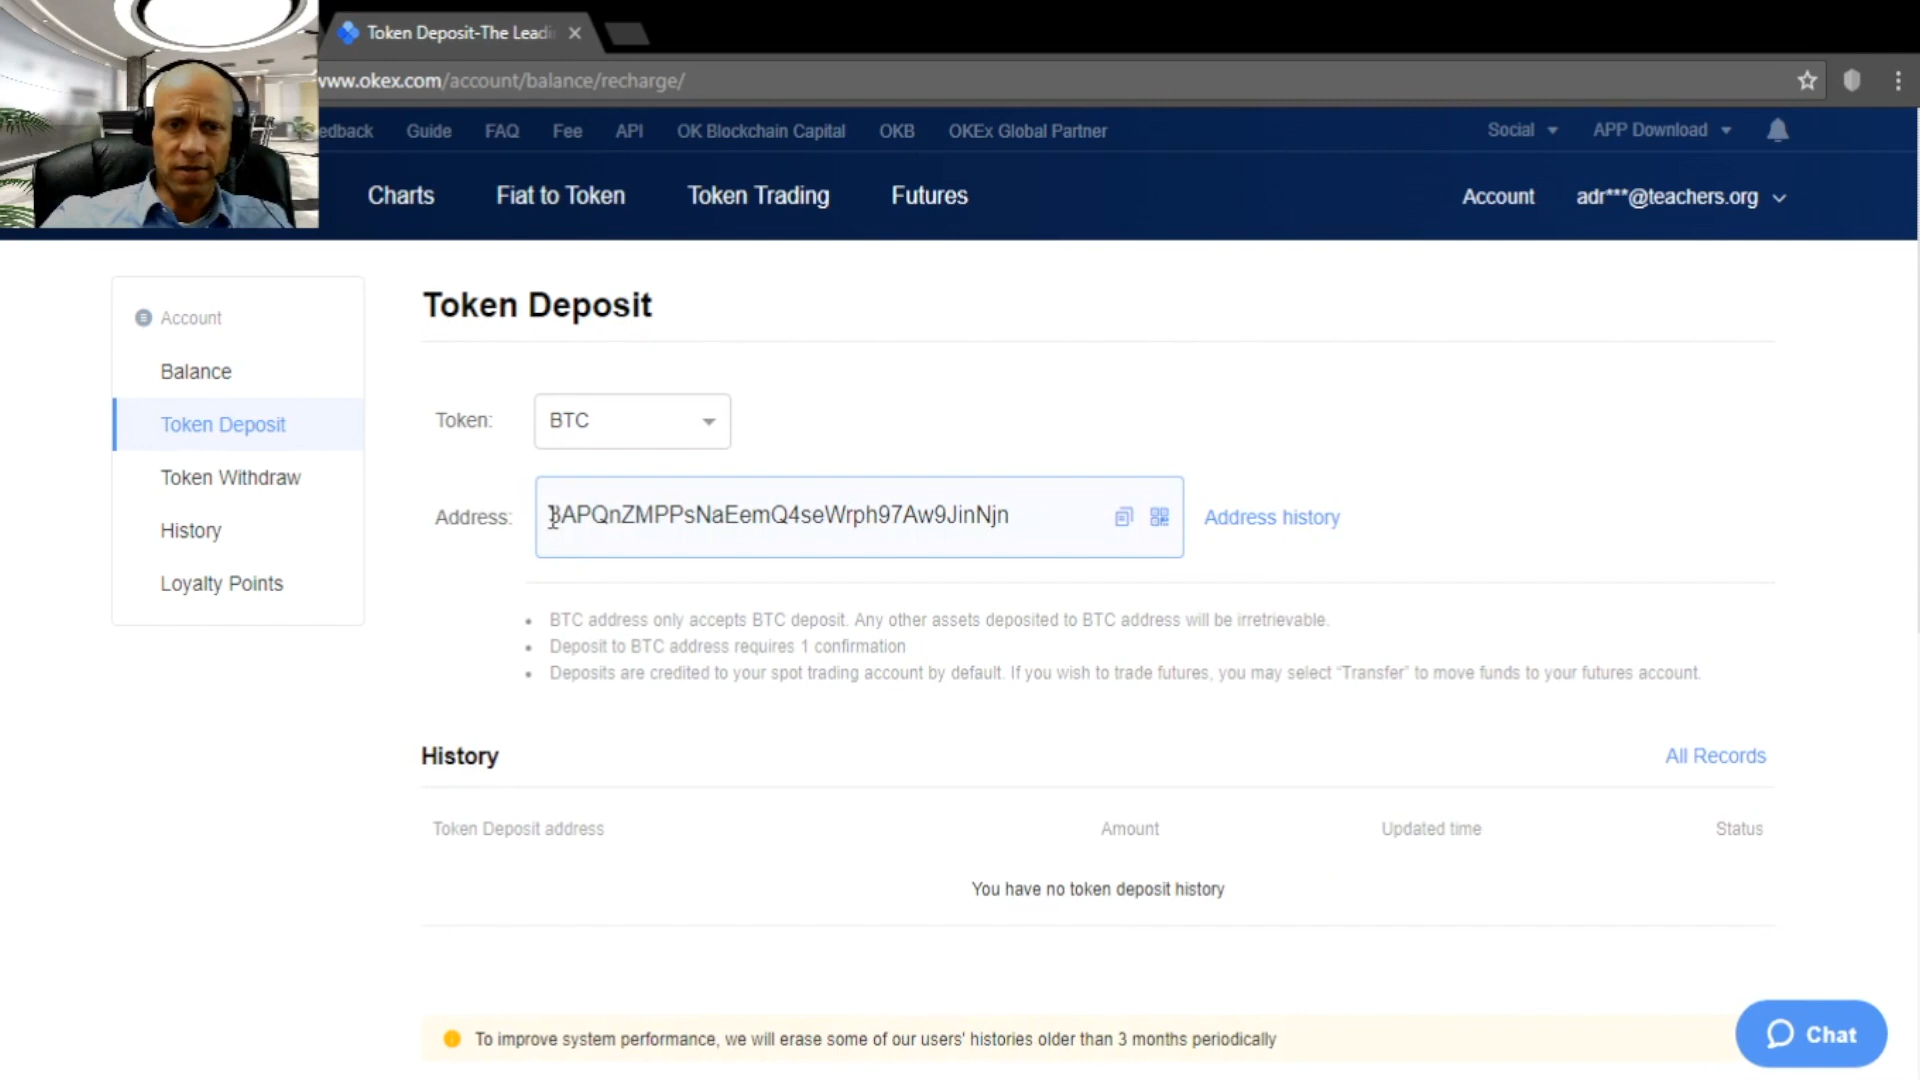 Token Deposit-The Leadi
www.okex.com/account/balance/recharge/
edback Guide FAQ Fee API OK Blockchain Capital OKB OKEx Global Partner Social APP Download
Charts Fiat to Token Token Trading Futures Account adr***@teachers.org
Account
Balance
Token Deposit
Token Withdraw
History
Loyalty Points
Token Deposit
Token: BTC
Address: 3APQnZMPPsNaEemQ4seWrph97Aw9JinNjn Address history
BTC address only accepts BTC deposit. Any other assets deposited to BTC address will be irretrievable.
Deposit to BTC address requires 1 confirmation
Deposits are credited to your spot trading account by default. If you wish to trade futures, you may select “Transfer” to move funds to your futures account.
History All Records
Token Deposit address Amount Updated time Status
You have no token deposit history
To improve system performance, we will erase some of our users' histories older than 3 months periodically
Chat